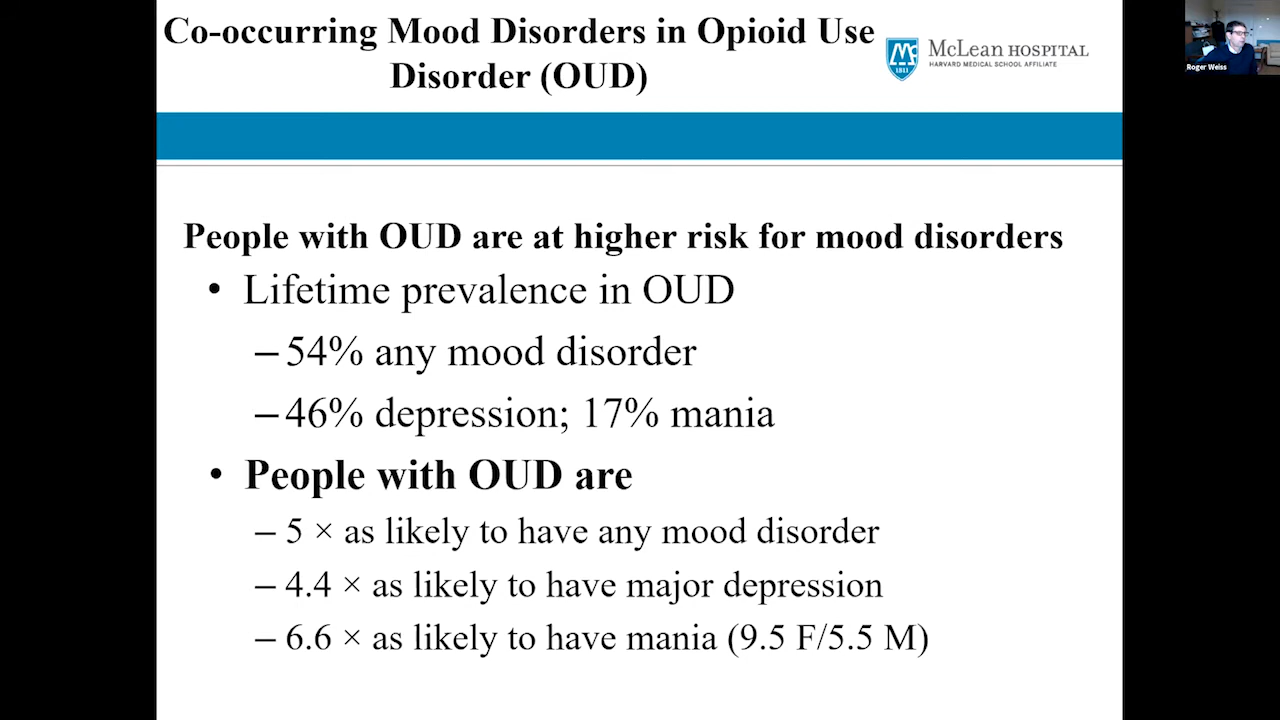 Co-occurring Mood Disorders in Opioid Use
Disorder (OUD)
McLean HOSPITAL
HARVARD MEDICAL SCHOOL AFFILIATE
1811
Roger Weiss
People with OUD are at higher risk for mood disorders
• Lifetime prevalence in OUD
– 54% any mood disorder
– 46% depression; 17% mania
• People with OUD are
– 5 × as likely to have any mood disorder
– 4.4 × as likely to have major depression
– 6.6 × as likely to have mania (9.5 F/5.5 M)